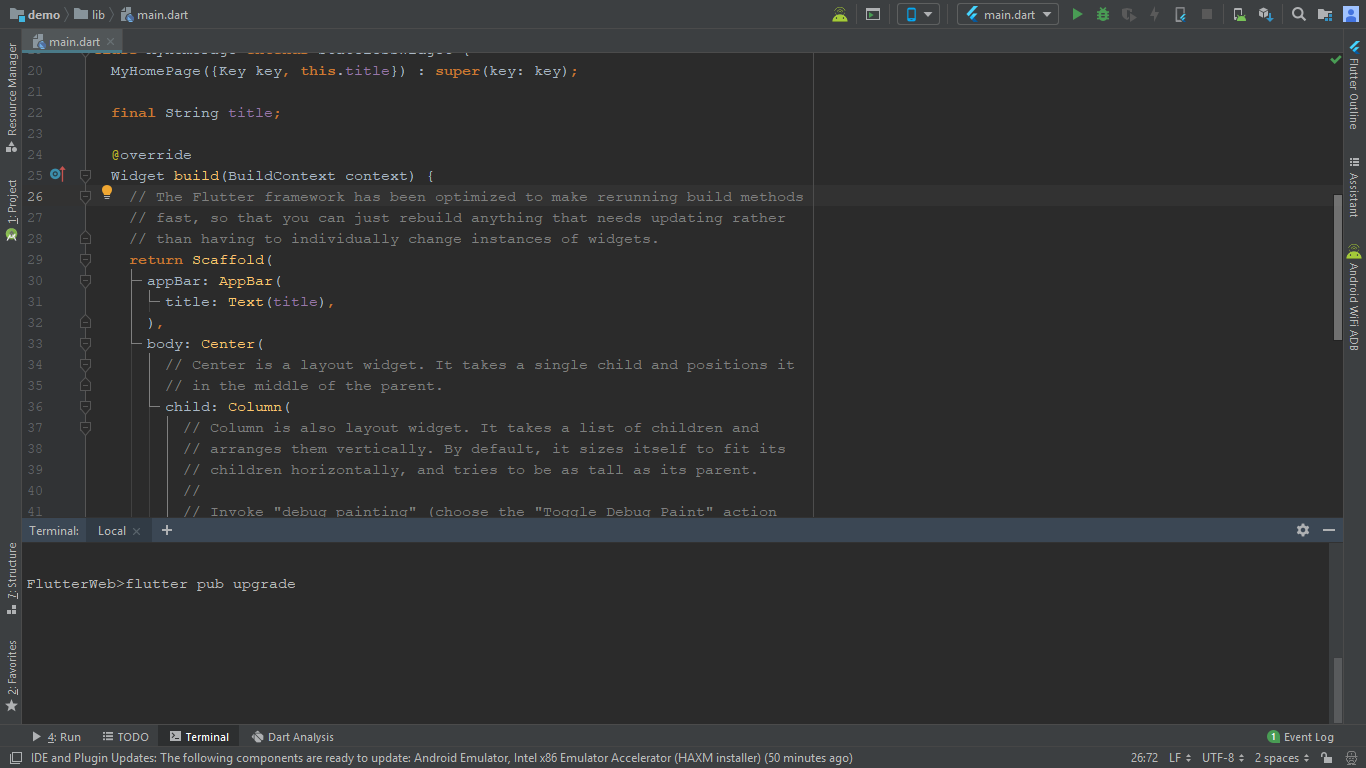 demo
lib
main.dart
main.dart
main.dart
20 MyHomePage({Key key, this.title}) : super(key: key);
21
22 final String title;
23
24 @override
25 Widget build(BuildContext context) {
26 // The Flutter framework has been optimized to make rerunning build methods
27 // fast, so that you can just rebuild anything that needs updating rather
28 // than having to individually change instances of widgets.
29 return Scaffold(
30 appBar: AppBar(
31 title: Text(title),
32 ),
33 body: Center(
34 // Center is a layout widget. It takes a single child and positions it
35 // in the middle of the parent.
36 child: Column(
37 // Column is also layout widget. It takes a list of children and
38 // arranges them vertically. By default, it sizes itself to fit its
39 // children horizontally, and tries to be as tall as its parent.
40 //
41 // Invoke "debug painting" (choose the "Toggle Debug Paint" action
Resource Manager
1: Project
7: Structure
2: Favorites
Flutter Outline
Assistant
Android WiFi ADB
Terminal: Local +
FlutterWeb>flutter pub upgrade
4: Run
TODO
Terminal
Dart Analysis
1 Event Log
IDE and Plugin Updates: The following components are ready to update: Android Emulator, Intel x86 Emulator Accelerator (HAXM installer) (50 minutes ago)
26:72 LF UTF-8 2 spaces